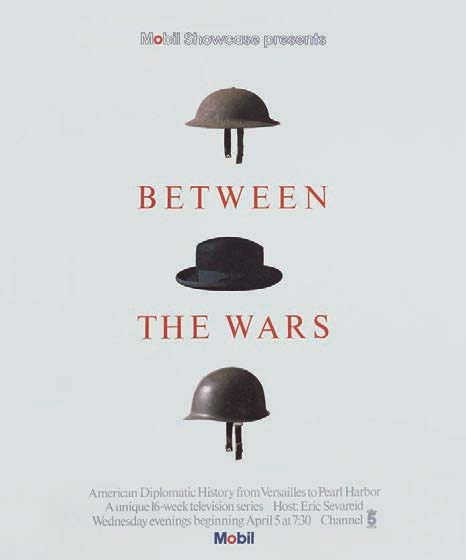 Mobil Showcase presents
BETWEEN
THE WARS
American Diplomatic History from Versailles to Pearl Harbor
A unique 16-week television series Host: Eric Sevareid
Wednesday evenings beginning April 5 at 7:30 Channel 5
Mobil